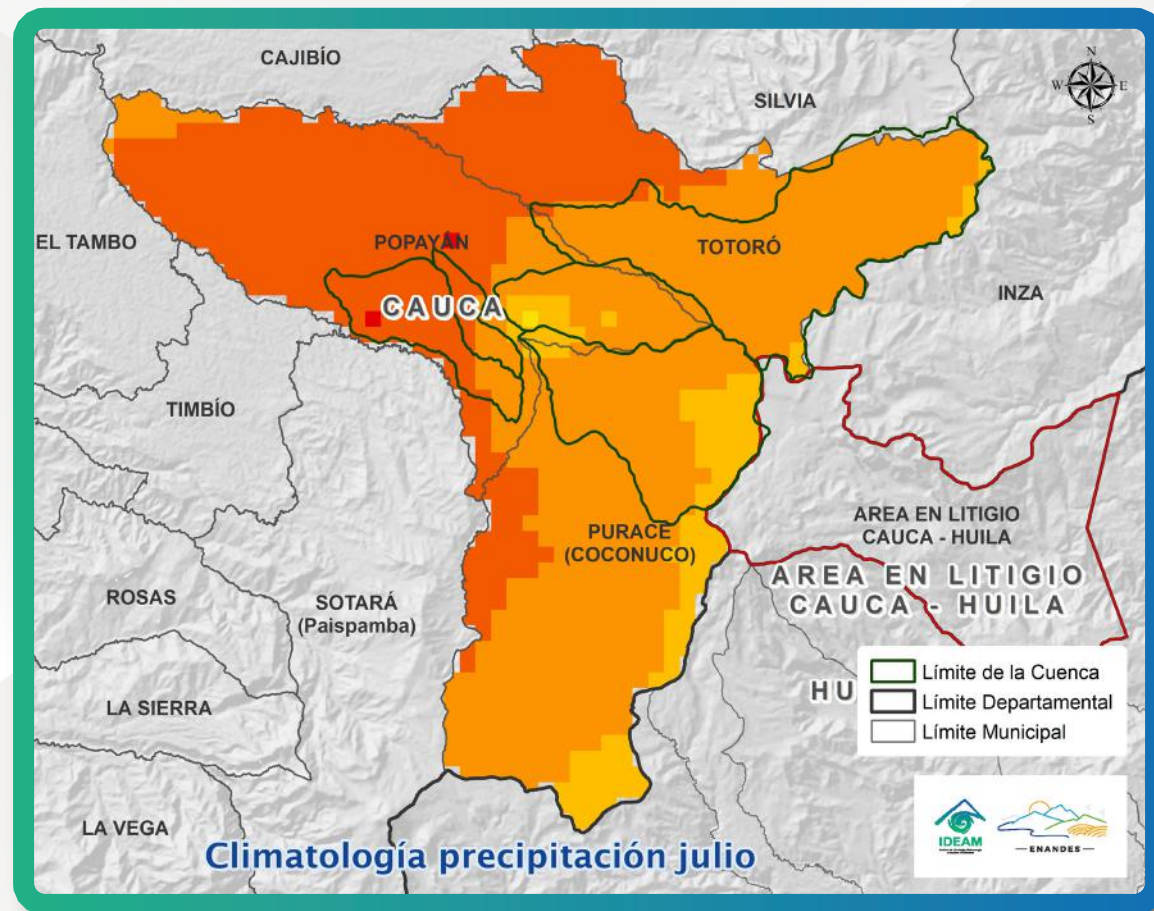 CAJIBÍO
N
W E
S
SILVIA
EL TAMBO
POPAYÁN
TOTORÓ
INZA
CAUCA
TIMBÍO
AREA EN LITIGIO
CAUCA - HUILA
PURACÉ
(COCONUCO)
AREA EN LITIGIO
CAUCA - HUILA
ROSAS
SOTARÁ
(Paispamba)
Límite de la Cuenca
HU
Límite Departamental
LA SIERRA
Límite Municipal
LA VEGA
Climatología precipitación julio
IDEAM
ENANDES